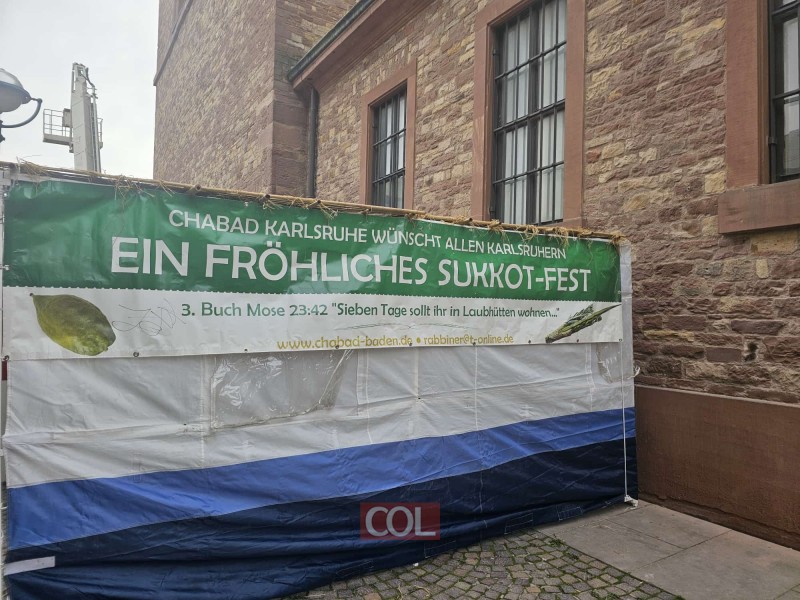 CHABAD KARLSRUHE WÜNSCHT ALLEN KARLSRUHERN
EIN FRÖHLICHES SUKKOT-FEST
3. Buch Mose 23:42 "Sieben Tage sollt ihr in Laubhütten wohnen..."
www.chabad-baden.de • rabbiner@t-online.de
COL